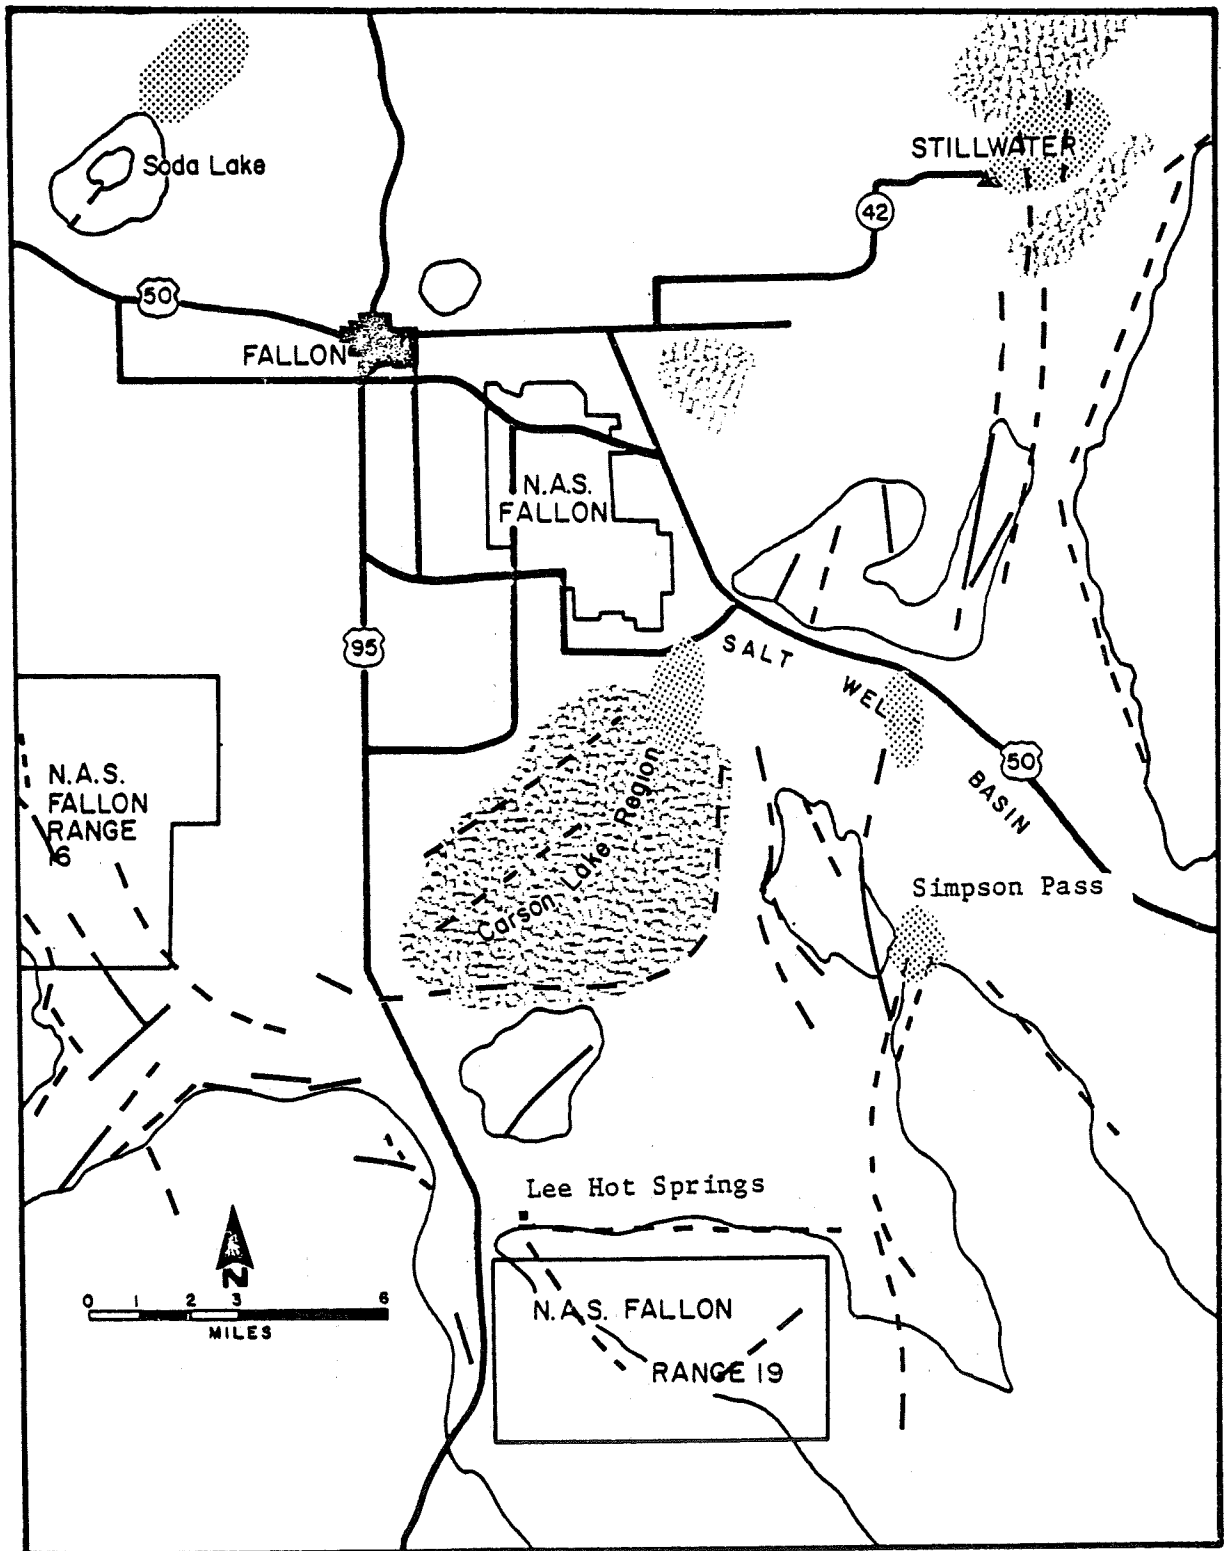 Soda Lake
STILLWATER
42
50
FALLON
N.A.S.
FALLON
95
SALT
WEL
BASIN
50
N.A.S.
FALLON
RANGE
16
Carson Lake Region
Simpson Pass
Lee Hot Springs
N
0 1 2 3 6
MILES
N.A.S. FALLON
RANGE 19